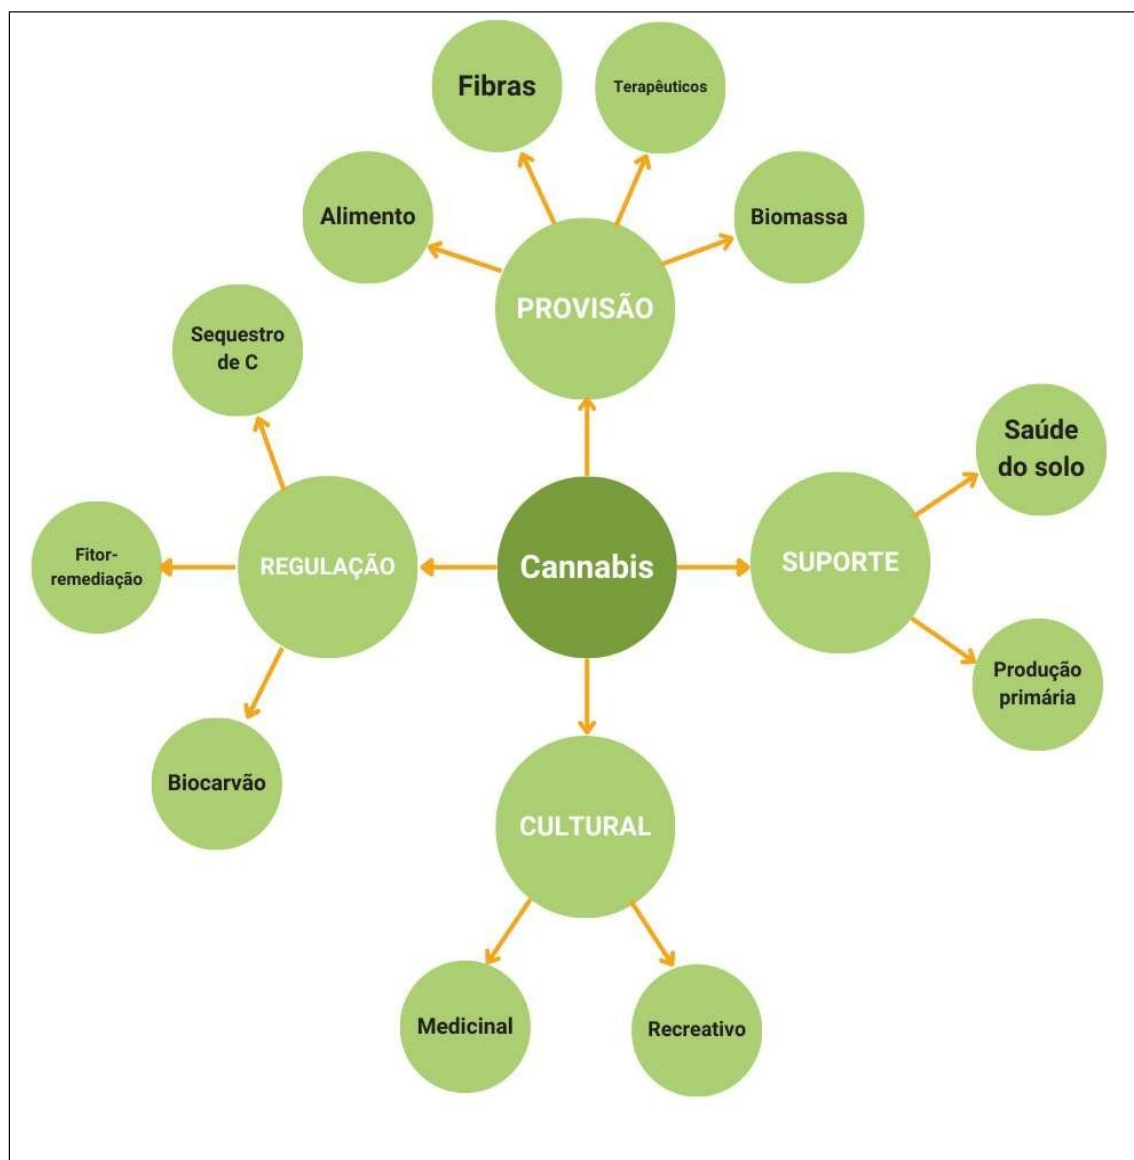 Fibras
Terapêuticos
Alimento
Biomassa
PROVISÃO
Sequestro
de C
Saúde
do solo
Fitor-
remediação
REGULAÇÃO
Cannabis
SUPORTE
Produção
primária
Biocarvão
CULTURAL
Medicinal
Recreativo